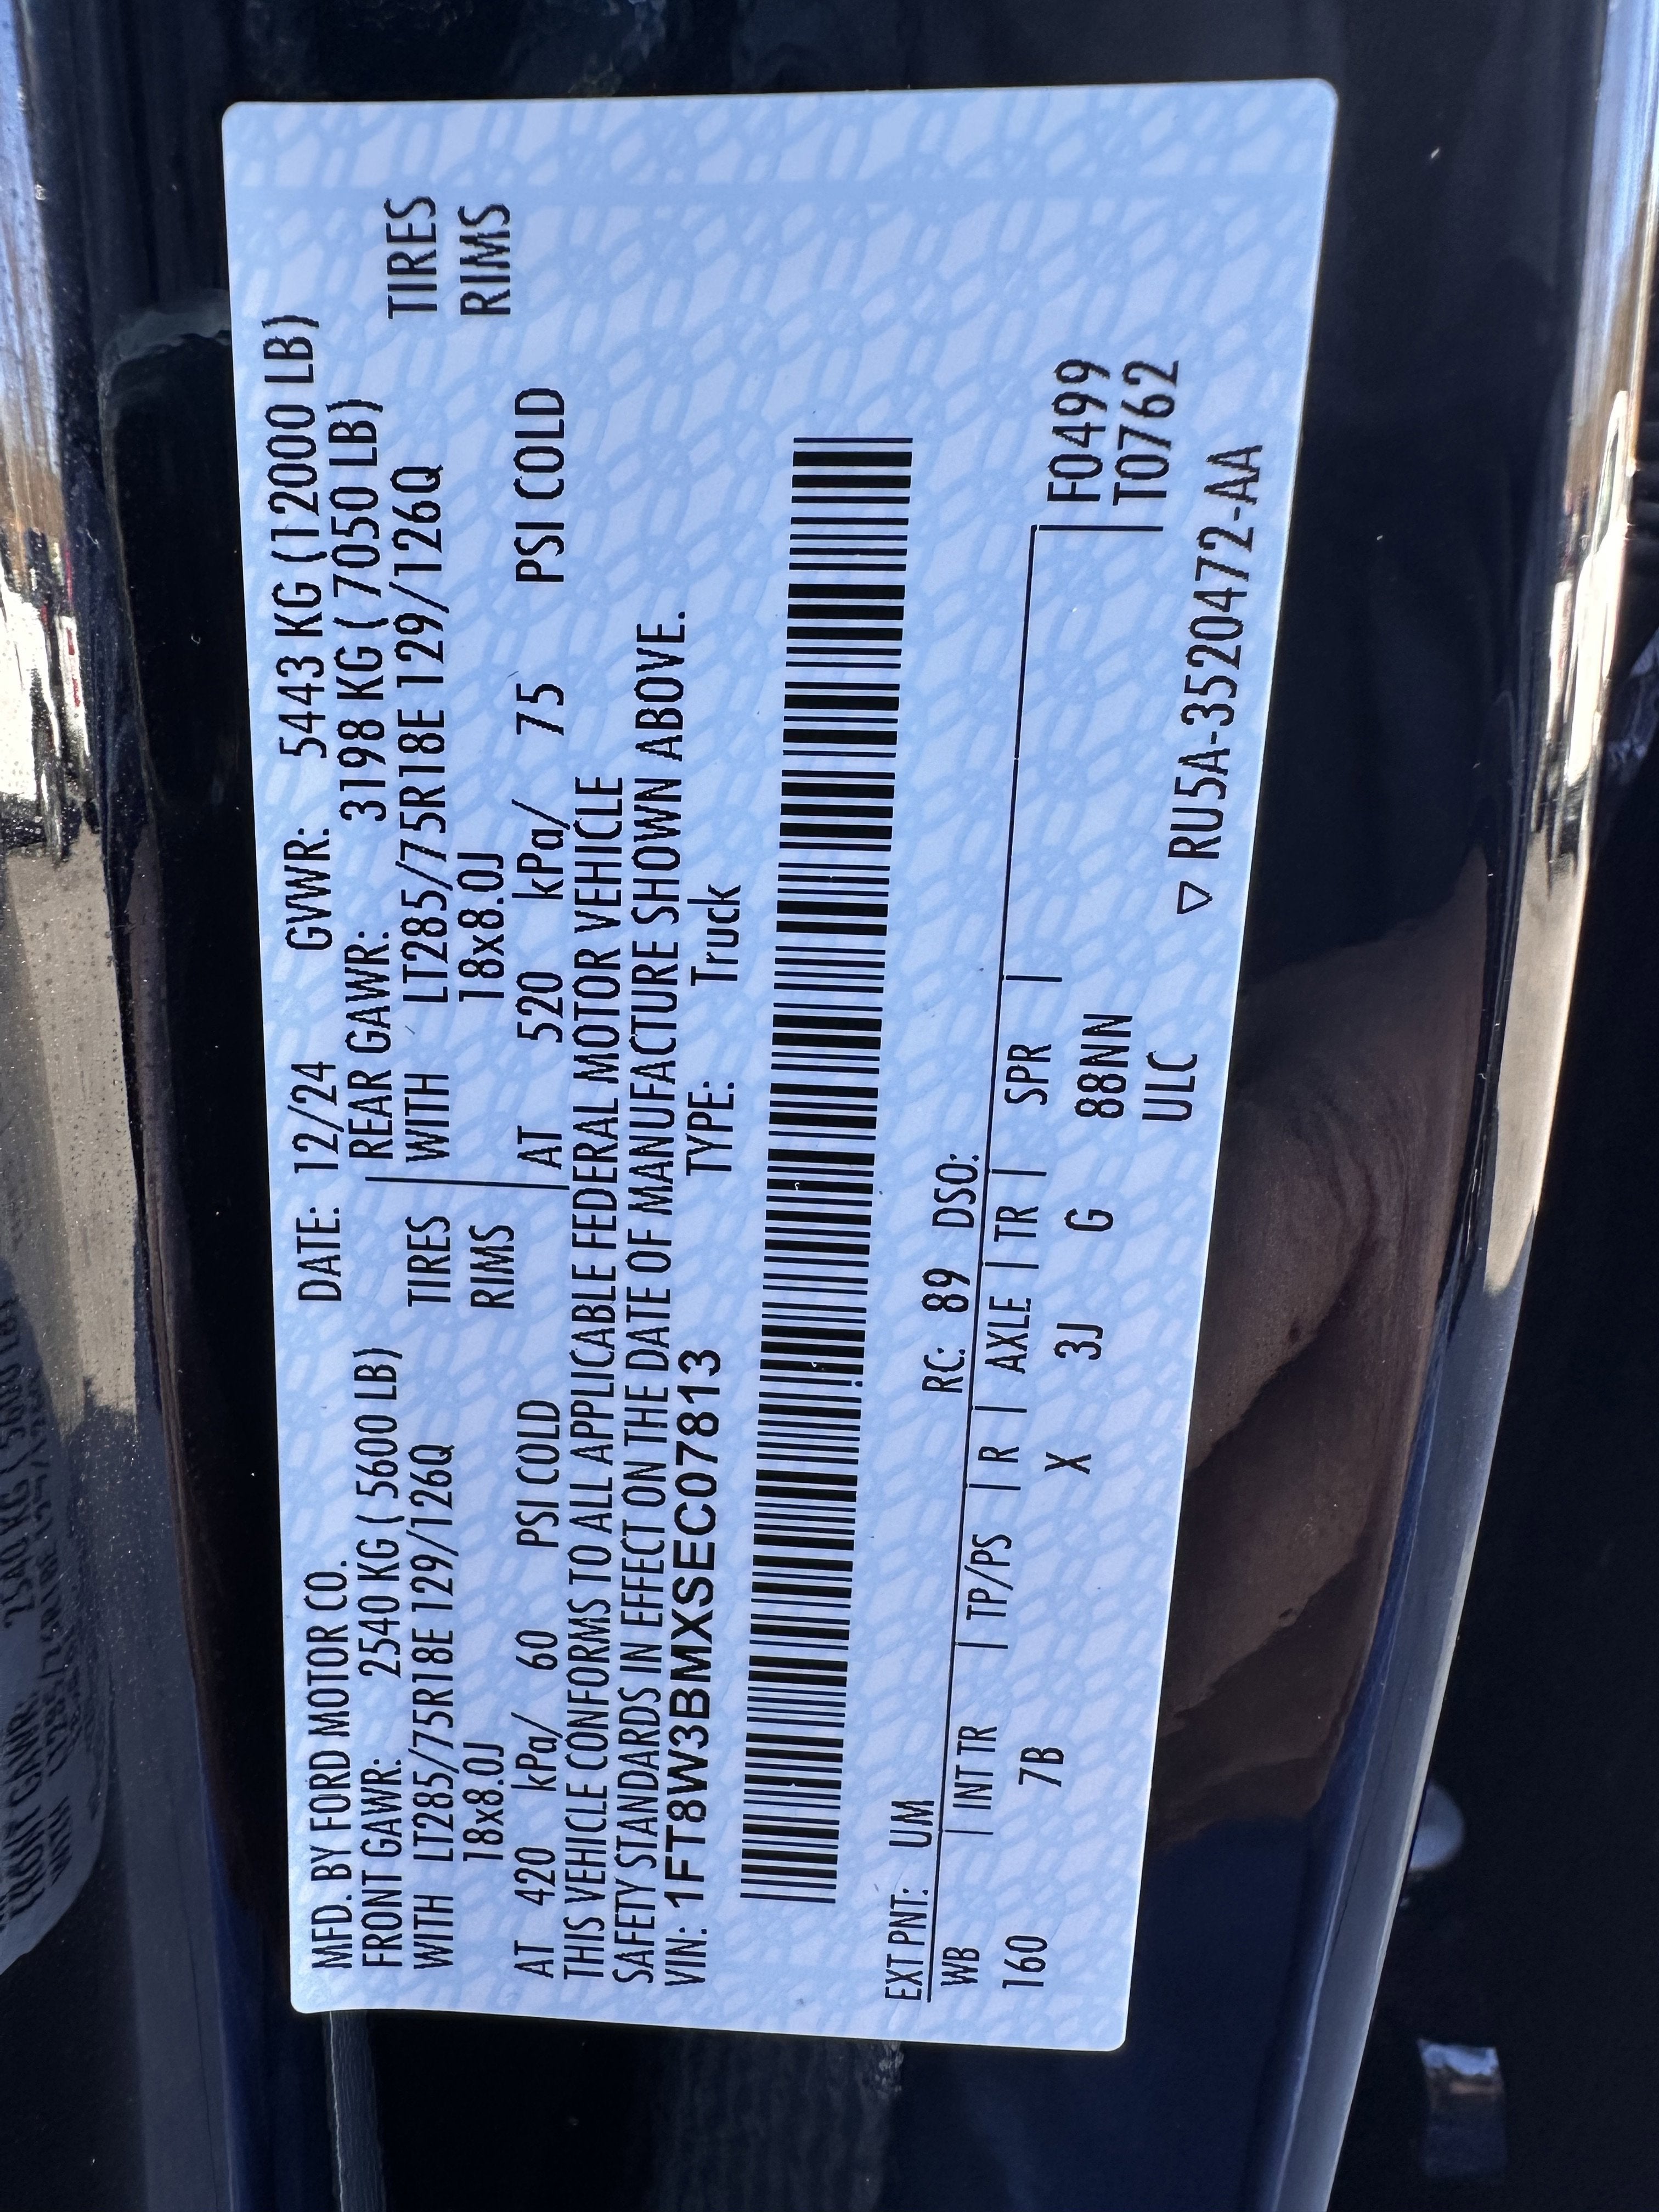 MFD. BY FORD MOTOR CO.
DATE: 12/24 GVWR: 5443 KG (12000 LB)
FRONT GAWR: 2540 KG ( 5600 LB)
REAR GAWR: 3198 KG ( 7050 LB)
WITH LT285/75R18E 129/126Q TIRES
WITH LT285/75R18E 129/126Q TIRES
18x8.0J RIMS
18x8.0J RIMS
AT 420 kPa/ 60 PSI COLD
AT 520 kPa/ 75 PSI COLD
THIS VEHICLE CONFORMS TO ALL APPLICABLE FEDERAL MOTOR VEHICLE
SAFETY STANDARDS IN EFFECT ON THE DATE OF MANUFACTURE SHOWN ABOVE.
VIN: 1FT8W3BMXSEC07813 TYPE: Truck
EXT PNT: UM RC: 89 DSO:
WB | INT TR | TP/PS | R | AXLE | TR | SPR |
160 7B X 3J G 88NN F0499
ULC T0762
▽ RU5A-3520472-AA